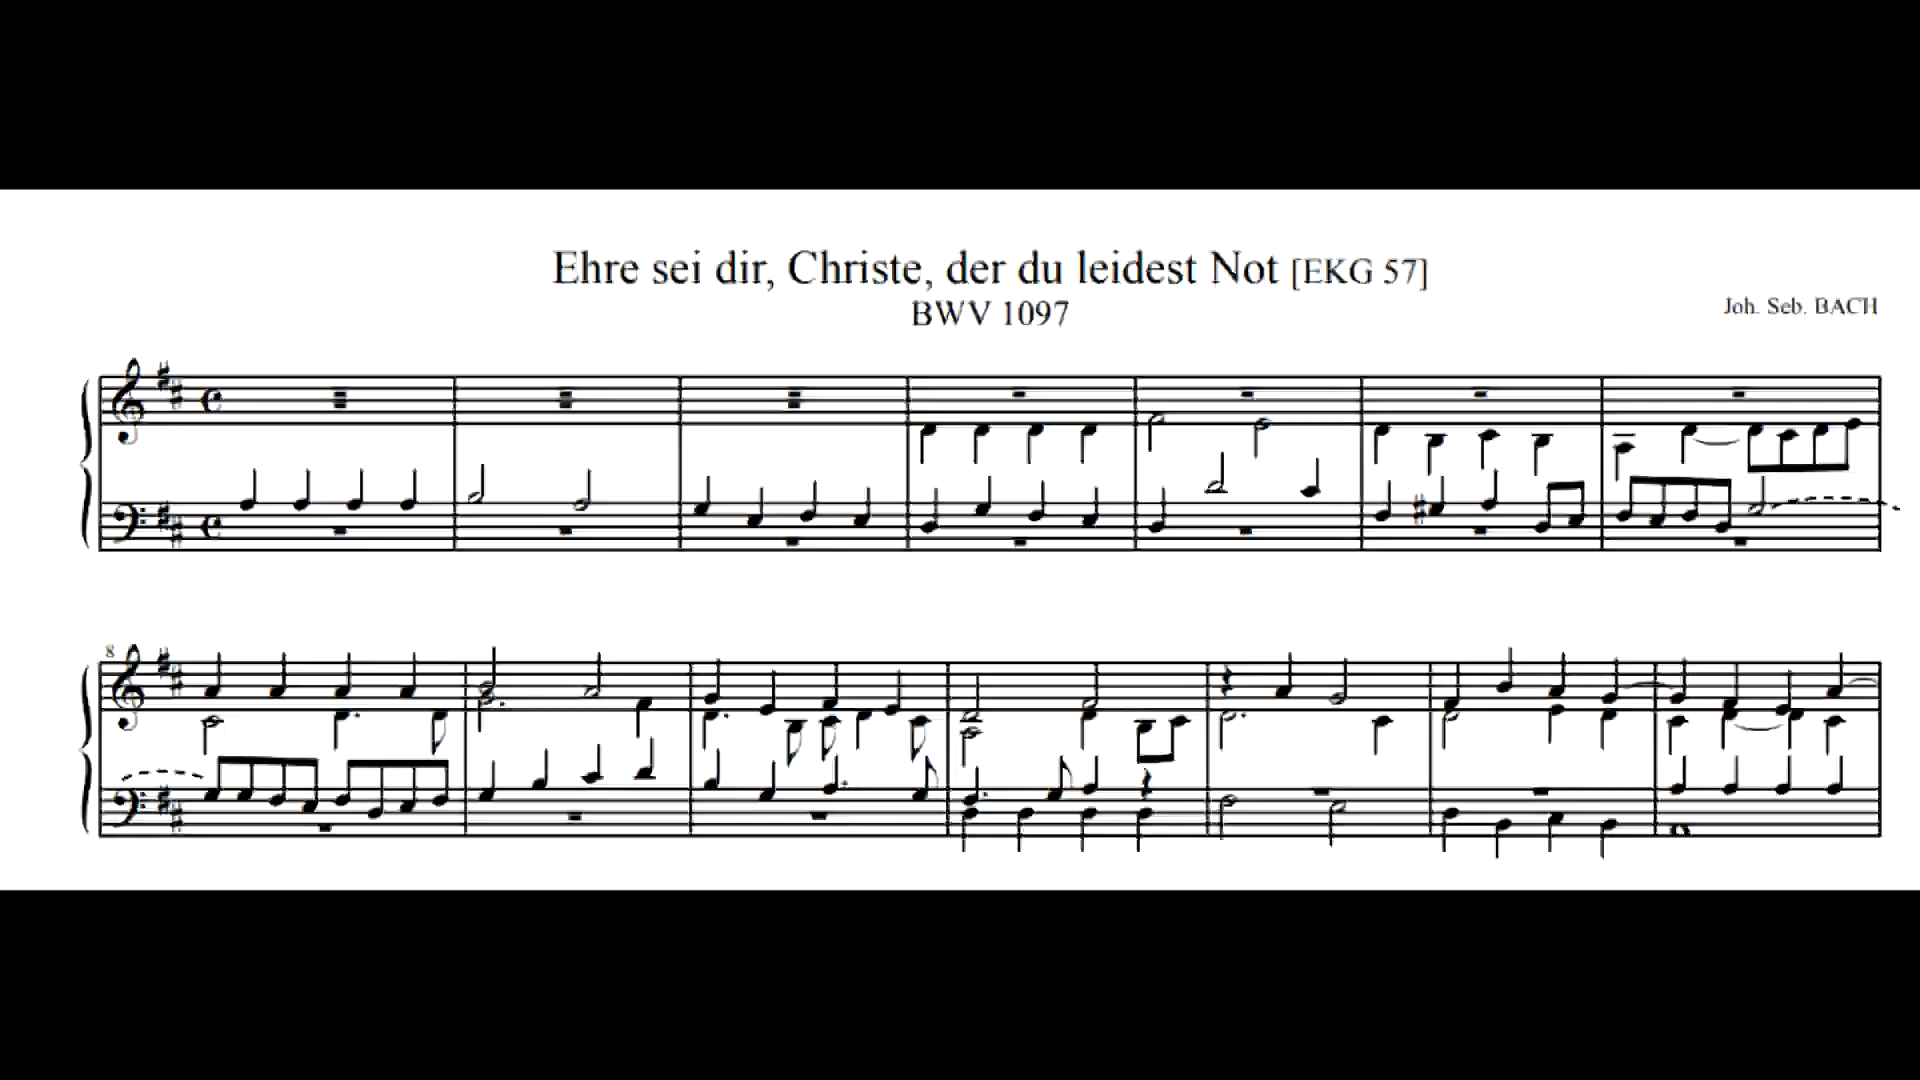 Ehre sei dir, Christe, der du leidest Not [EKG 57]
BWV 1097
Joh. Seb. BACH
8